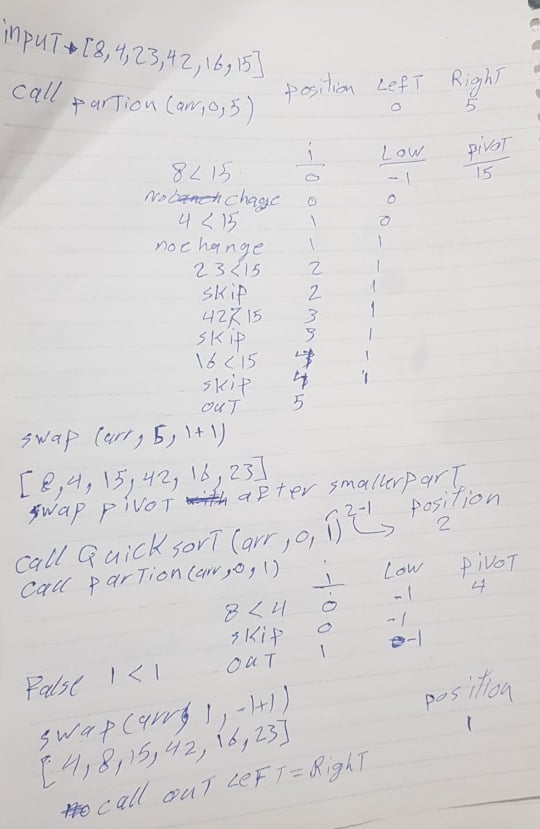 inpuT → [8,4,23,42,16,15]
call parTion (arr,0,5) position LefT RighT
0 5
i Low pivoT
8<15 0 -1 15
no chage 0 0
4<15 1 0
no change 1 1
23<15 2 1
skip 2 1
42<15 3 1
skip 3 1
16<15 4 1
skip 4 1
ouT 5
swap (arr, 5, 1+1)
[8,4,15,42,16,23]
swap pivoT after smallerparT
call QuicksorT (arr,0,1) 2-1 → position
2
call parTion(arr,0,1) i Low pivoT
8<4 0 -1 4
skip 0 -1
False 1<1 ouT 1 -1
swap(arr, 1, -1+1) position
[4,8,15,42,16,23] 1
call ouT LeFT=RighT